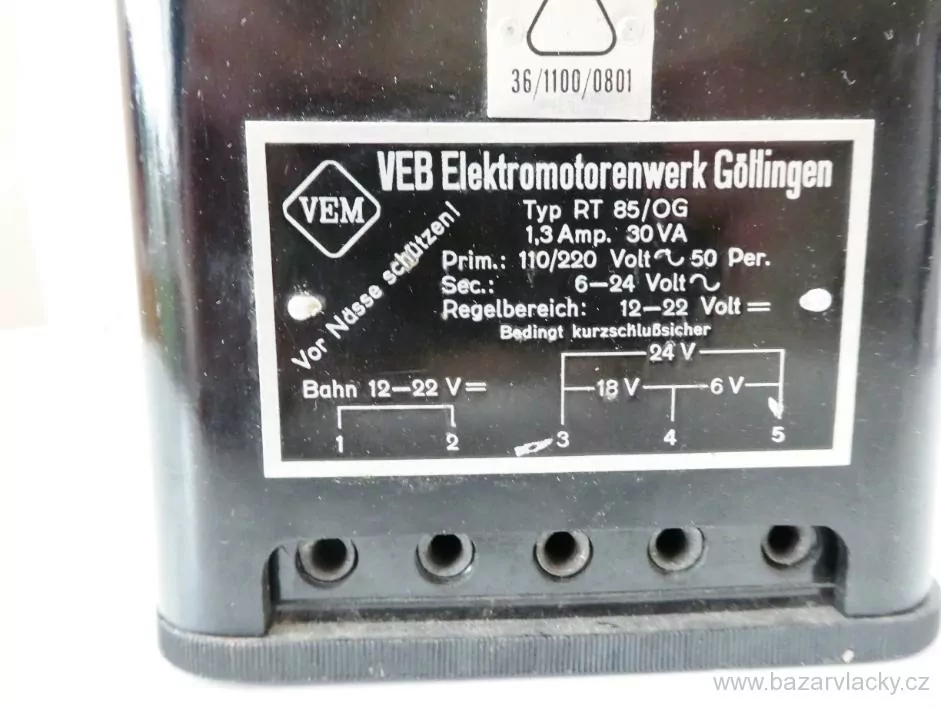 36/1100/0801
VEM
VEB Elektromotorenwerk Göllingen
Typ RT 85/OG
1,3 Amp. 30 VA
Prim.: 110/220 Volt ∿ 50 Per.
Sec.: 6–24 Volt ∿
Regelbereich: 12–22 Volt =
Bedingt kurzschlußsicher
Vor Nässe schützen!
24 V
Bahn 12–22 V =
18 V
6 V
1 2 3 4 5
www.bazarvlacky.cz